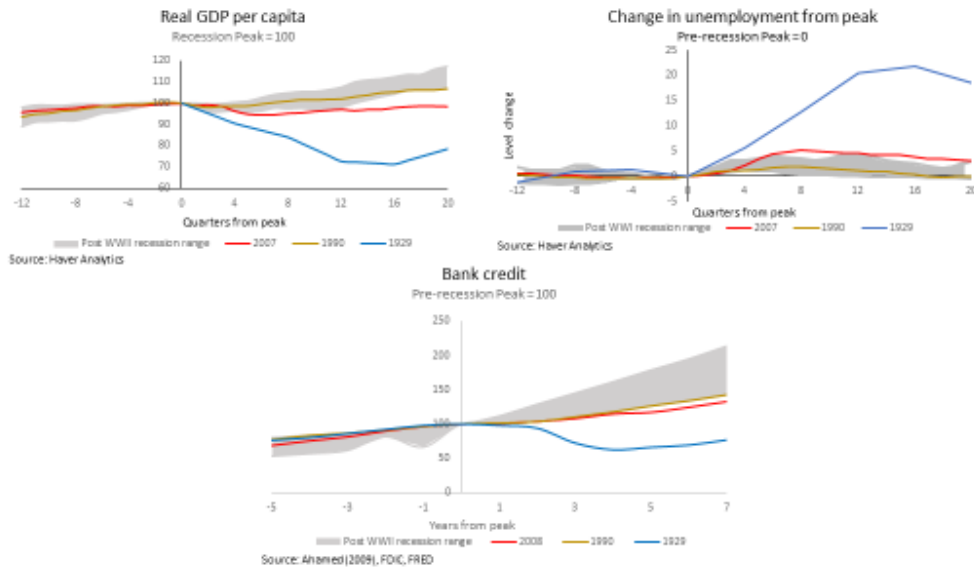 Real GDP per capita
Recession Peak = 100
120
110
100
90
80
70
60
-12 -8 -4 0 4 8 12 16 20
Quarters from peak
Post WWII recession range 2007 1990 1929
Source: Haver Analytics
Change in unemployment from peak
Pre-recession Peak = 0
25
20
15
10
5
0
-5
Level change
-12 -8 -4 0 4 8 12 16 20
Quarters from peak
Post WWI recession range 2007 1990 1929
Source: Haver Analytics
Bank credit
Pre-recession Peak = 100
250
200
150
100
50
0
-5 -3 -1 1 3 5 7
Years from peak
Post WWII recession range 2008 1990 1929
Source: Ahamed (2009), FDIC, FRED